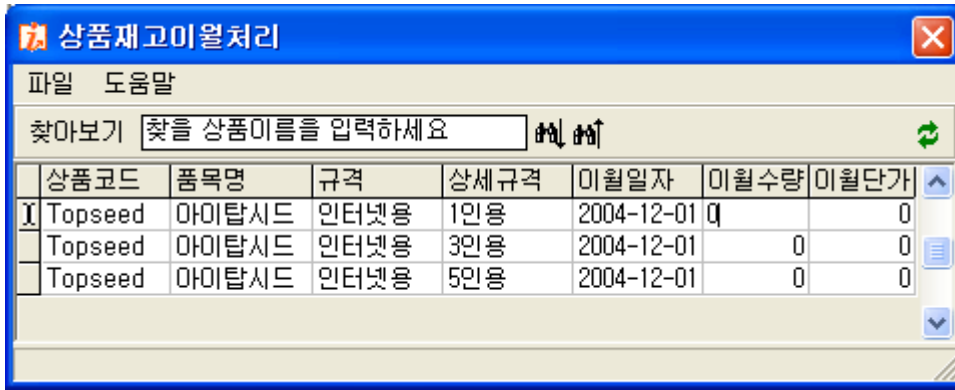 상품재고이월처리
파일 도움말
찾아보기 찾을 상품이름을 입력하세요
상품코드 품목명 규격 상세규격 이월일자 이월수량 이월단가
Topseed 아이탑시드 인터넷용 1인용 2004-12-01 0 0
Topseed 아이탑시드 인터넷용 3인용 2004-12-01 0 0
Topseed 아이탑시드 인터넷용 5인용 2004-12-01 0 0